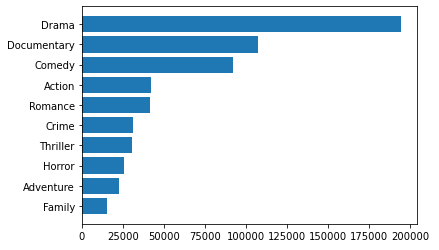 Drama
Documentary
Comedy
Action
Romance
Crime
Thriller
Horror
Adventure
Family
0 25000 50000 75000 100000 125000 150000 175000 200000